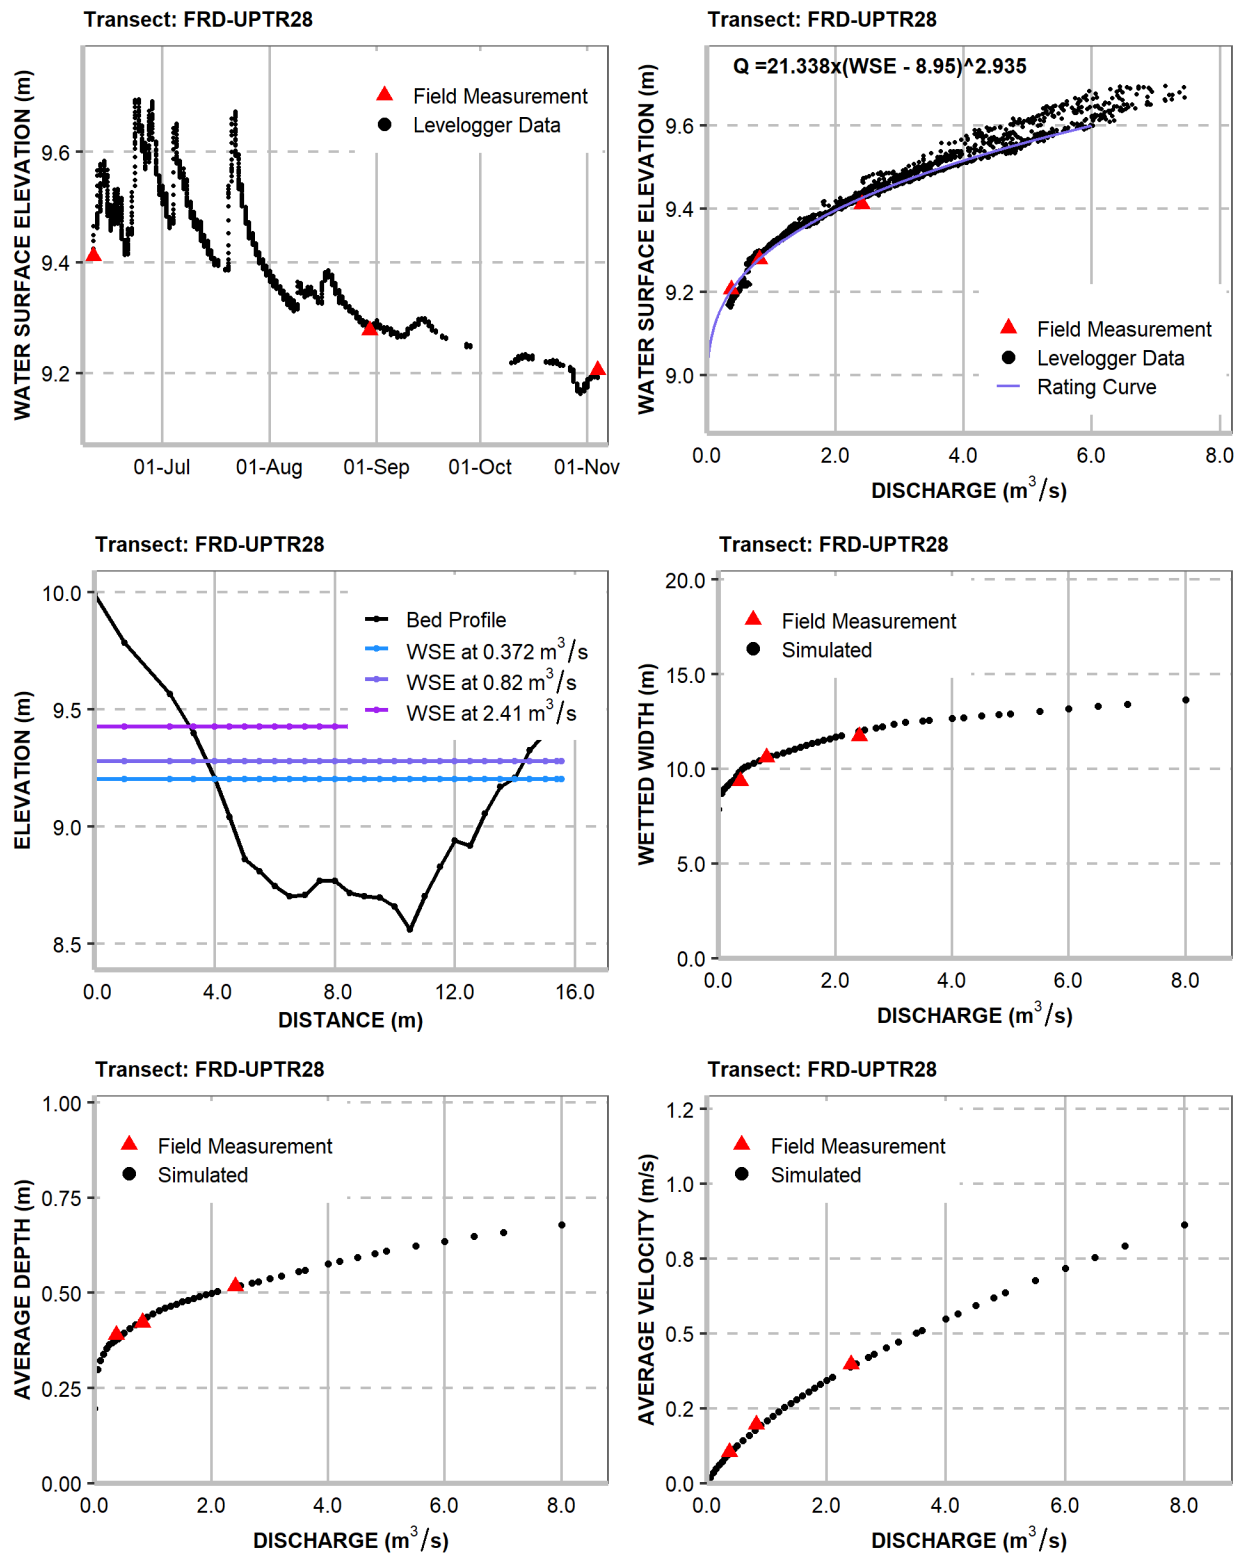 Transect: FRD-UPTR28
WATER SURFACE ELEVATION (m)
9.6
9.4
9.2
Field Measurement
Levelogger Data
01-Jul
01-Aug
01-Sep
01-Oct
01-Nov
Transect: FRD-UPTR28
Q =21.338x(WSE - 8.95)^2.935
WATER SURFACE ELEVATION (m)
9.6
9.4
9.2
9.0
Field Measurement
Levelogger Data
Rating Curve
0.0
2.0
4.0
6.0
8.0
DISCHARGE (m³/s)
Transect: FRD-UPTR28
ELEVATION (m)
10.0
9.5
9.0
8.5
Bed Profile
WSE at 0.372 m³/s
WSE at 0.82 m³/s
WSE at 2.41 m³/s
0.0
4.0
8.0
12.0
16.0
DISTANCE (m)
Transect: FRD-UPTR28
WETTED WIDTH (m)
20.0
15.0
10.0
5.0
0.0
Field Measurement
Simulated
0.0
2.0
4.0
6.0
8.0
DISCHARGE (m³/s)
Transect: FRD-UPTR28
AVERAGE DEPTH (m)
1.00
0.75
0.50
0.25
0.00
Field Measurement
Simulated
0.0
2.0
4.0
6.0
8.0
DISCHARGE (m³/s)
Transect: FRD-UPTR28
AVERAGE VELOCITY (m/s)
1.2
1.0
0.8
0.5
0.2
0.0
Field Measurement
Simulated
0.0
2.0
4.0
6.0
8.0
DISCHARGE (m³/s)